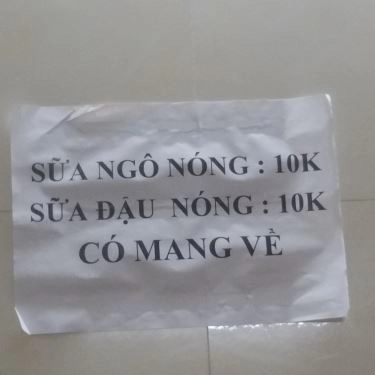 SỮA NGÔ NÓNG : 10K
SỮA ĐẬU NÓNG : 10K
CÓ MANG VỀ